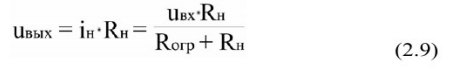 uвых = iн·Rн = uвх·Rн / Rогр + Rн (2.9)